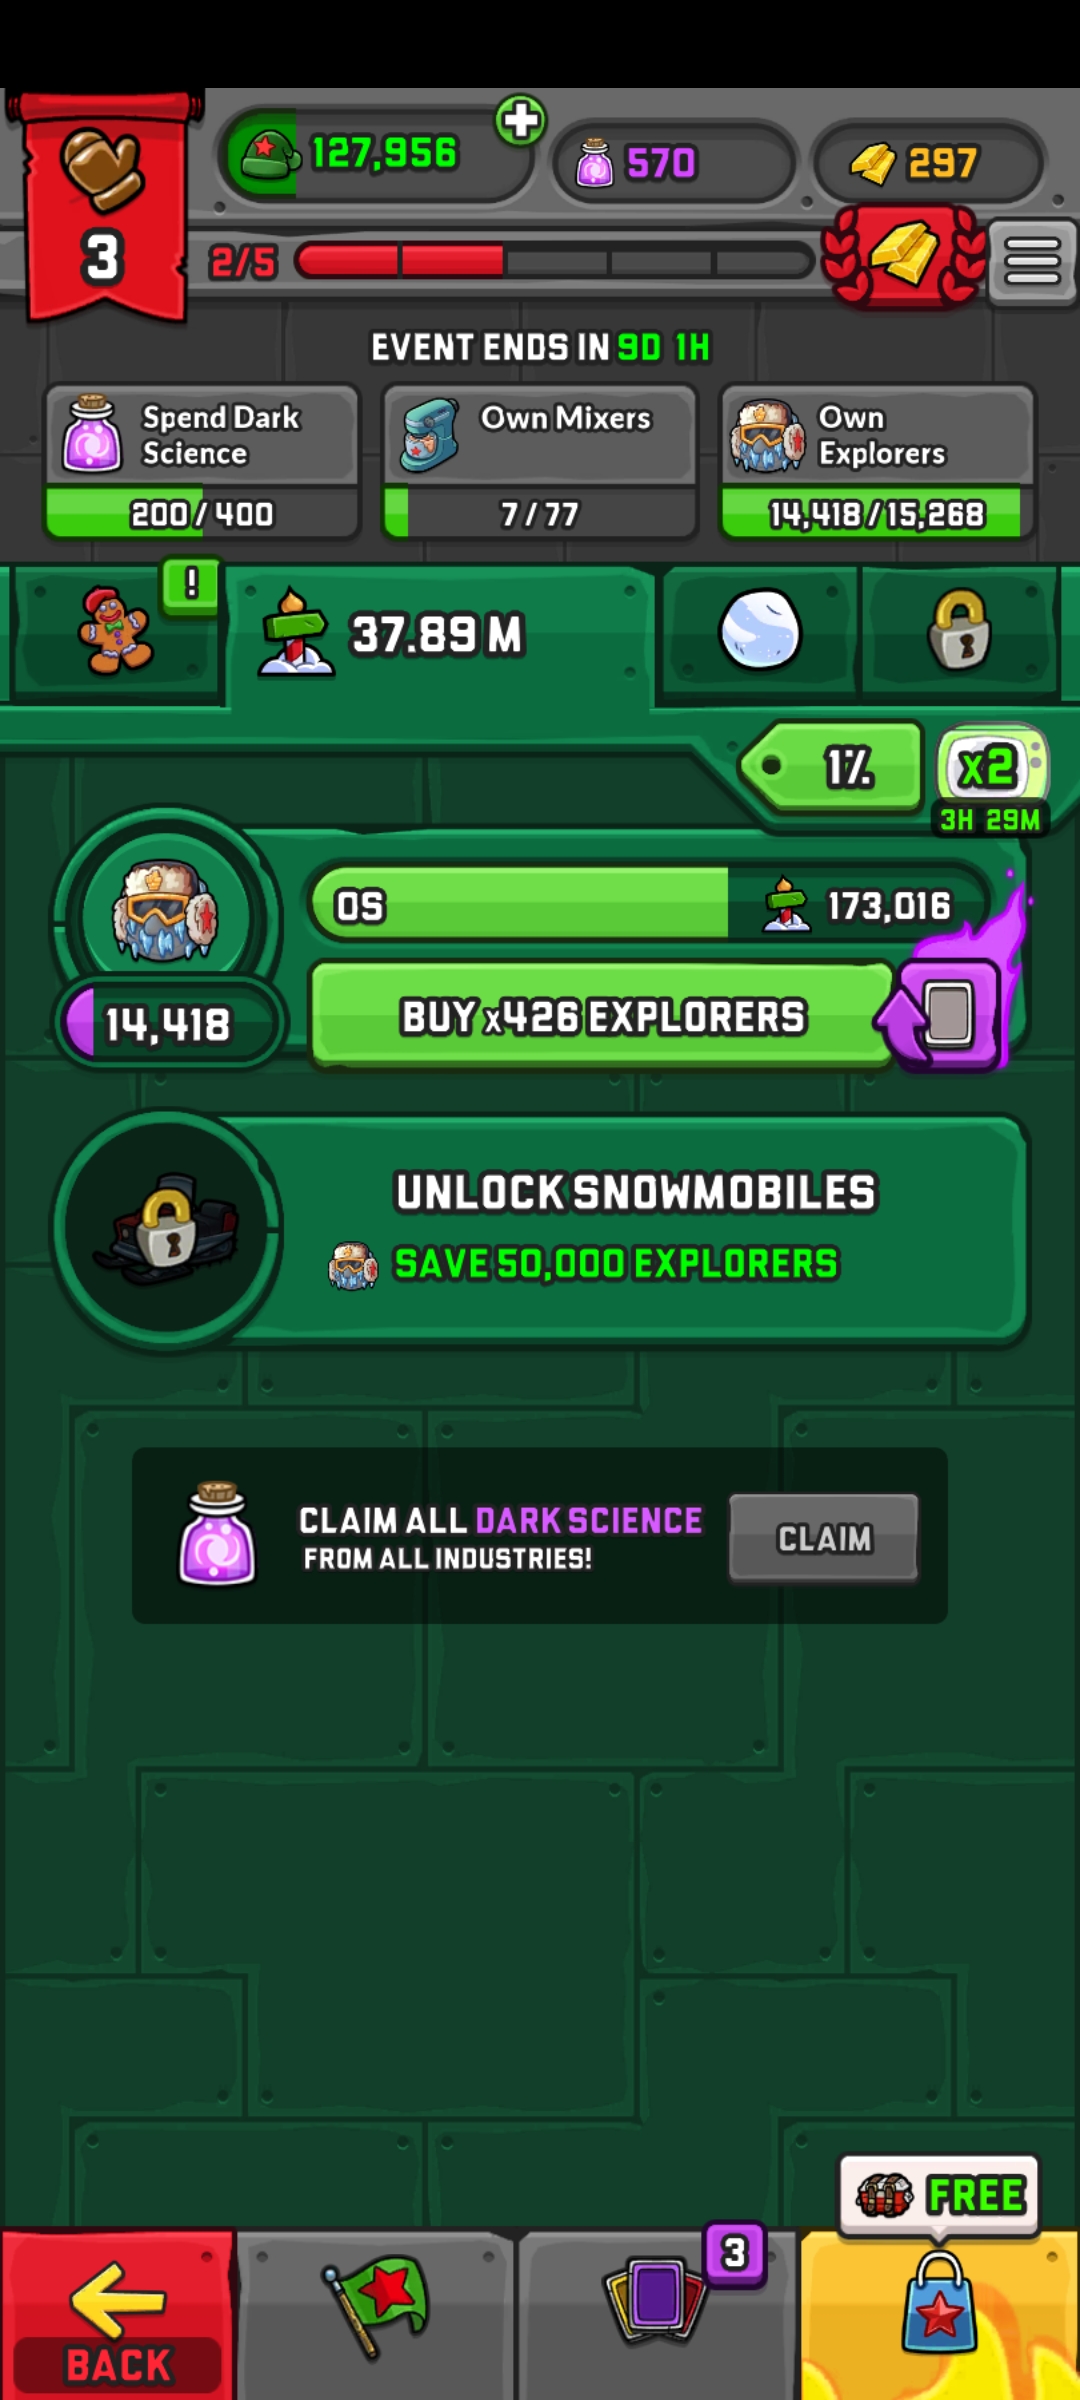 127,956
570
297
3
2/5
EVENT ENDS IN 9D 1H
Spend Dark
Science
200/400
Own Mixers
7/77
Own
Explorers
14,418/15,268
!
37.89 M
1%
x2
3H 29M
0S
173,016
14,418
BUY x426 EXPLORERS
UNLOCK SNOWMOBILES
SAVE 50,000 EXPLORERS
CLAIM ALL DARK SCIENCE
FROM ALL INDUSTRIES!
CLAIM
FREE
3
BACK